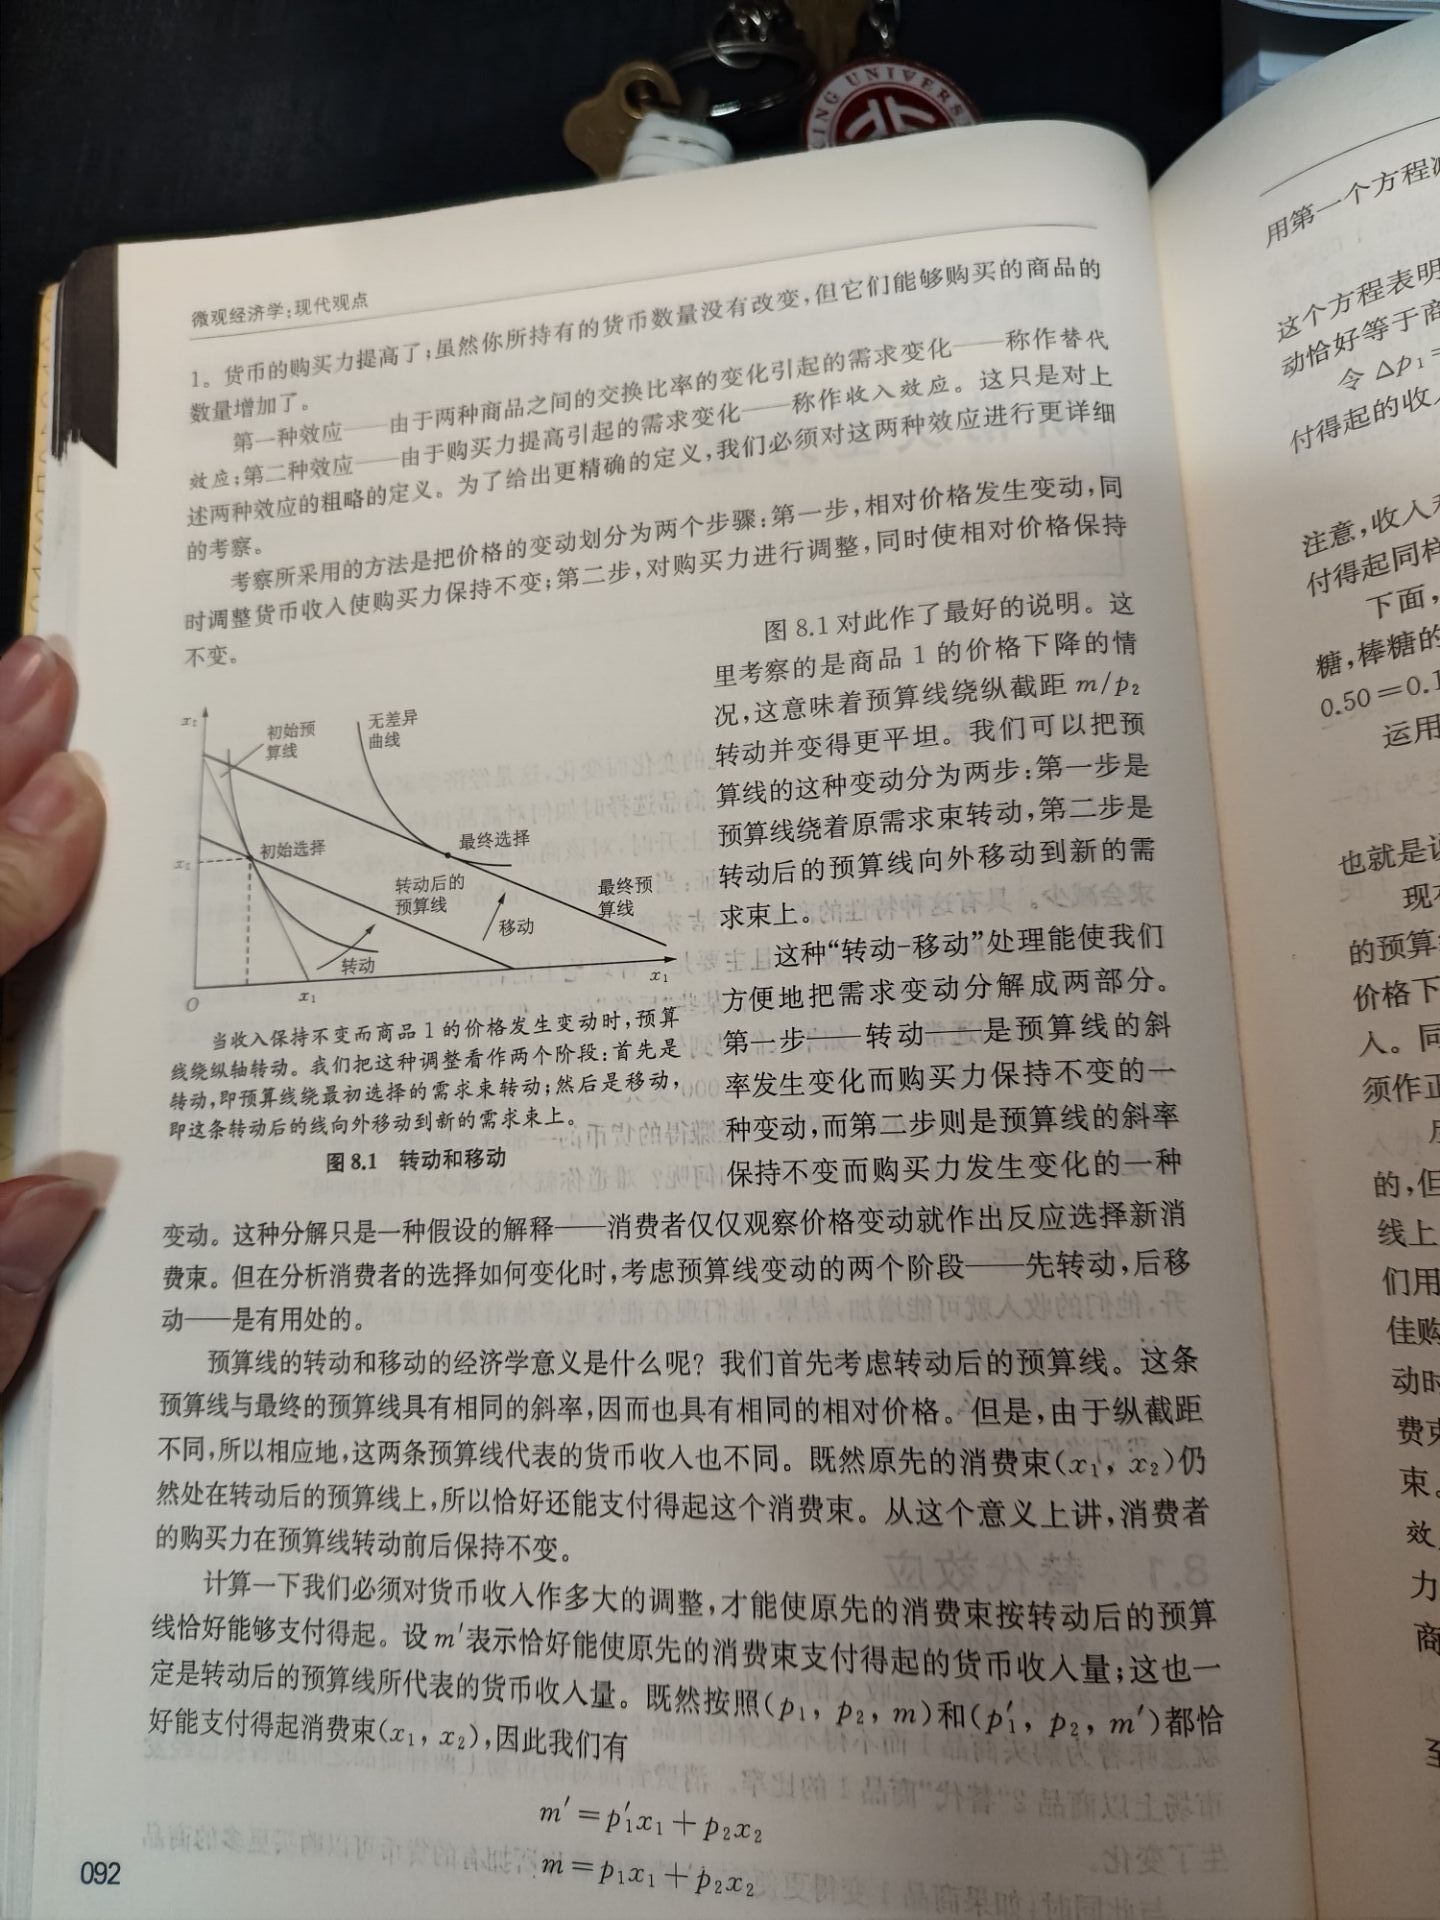 ING UNIVERS
微观经济学:现代观点
1。货币的购买力提高了;虽然你所持有的货币数量没有改变,但它们能够购买的商品的
数量增加了。
第一种效应——由于两种商品之间的交换比率的变化引起的需求变化——称作替代
效应;第二种效应——由于购买力提高引起的需求变化——称作收入效应。这只是对上
述两种效应的粗略的定义。为了给出更精确的定义,我们必须对这两种效应进行更详细
的考察。
考察所采用的方法是把价格的变动划分为两个步骤:第一步,相对价格发生变动,同
时调整货币收入使购买力保持不变;第二步,对购买力进行调整,同时使相对价格保持
不变。
x₂
初始预
算线
无差异
曲线
x₂
初始选择
最终选择
转动后的
预算线
最终预
算线
移动
转动
O
x₁
x₁
当收入保持不变而商品1的价格发生变动时,预算
线绕纵轴转动。我们把这种调整看作两个阶段:首先是
转动,即预算线绕最初选择的需求束转动;然后是移动,
即这条转动后的线向外移动到新的需求束上。
图8.1 转动和移动
图8.1对此作了最好的说明。这
里考察的是商品1的价格下降的情
况,这意味着预算线绕纵截距 m/p₂
转动并变得更平坦。我们可以把预
算线的这种变动分为两步:第一步是
预算线绕着原需求束转动,第二步是
转动后的预算线向外移动到新的需
求束上。
这种“转动-移动”处理能使我们
方便地把需求变动分解成两部分。
第一步——转动——是预算线的斜
率发生变化而购买力保持不变的一
种变动,而第二步则是预算线的斜率
保持不变而购买力发生变化的一种
变动。这种分解只是一种假设的解释——消费者仅仅观察价格变动就作出反应选择新消
费束。但在分析消费者的选择如何变化时,考虑预算线变动的两个阶段——先转动,后移
动——是有用处的。
预算线的转动和移动的经济学意义是什么呢?我们首先考虑转动后的预算线。这条
预算线与最终的预算线具有相同的斜率,因而也具有相同的相对价格。但是,由于纵截距
不同,所以相应地,这两条预算线代表的货币收入也不同。既然原先的消费束(x₁, x₂)仍
然处在转动后的预算线上,所以恰好还能支付得起这个消费束。从这个意义上讲,消费者
的购买力在预算线转动前后保持不变。
计算一下我们必须对货币收入作多大的调整,才能使原先的消费束按转动后的预算
线恰好能够支付得起。设m′表示恰好能使原先的消费束支付得起的货币收入量;这也一
定是转动后的预算线所代表的货币收入量。既然按照(p₁, p₂, m)和(p′₁, p₂, m′)都恰
好能支付得起消费束(x₁, x₂),因此我们有
m′=p′₁x₁+p₂x₂
m=p₁x₁+p₂x₂
092
用第一个方程
这个方程表明
动恰好等于商
令 Δp₁
付得起的收
注意,收入
付得起同样
下面,
糖,棒糖的
0.50=0.1
运用
也就是
现
的预算
价格下
人。同
须作正
的,但
线上
们用
佳购
动时
费束
束。
效
力
商
至